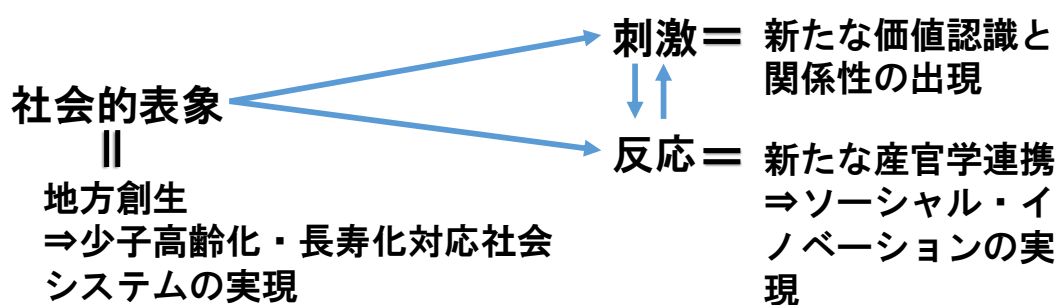 刺激＝ 新たな価値認識と
関係性の出現
社会的表象
＝
反応＝ 新たな産官学連携
⇒ソーシャル・イ
ノベーションの実
現
地方創生
⇒少子高齢化・長寿化対応社会
システムの実現